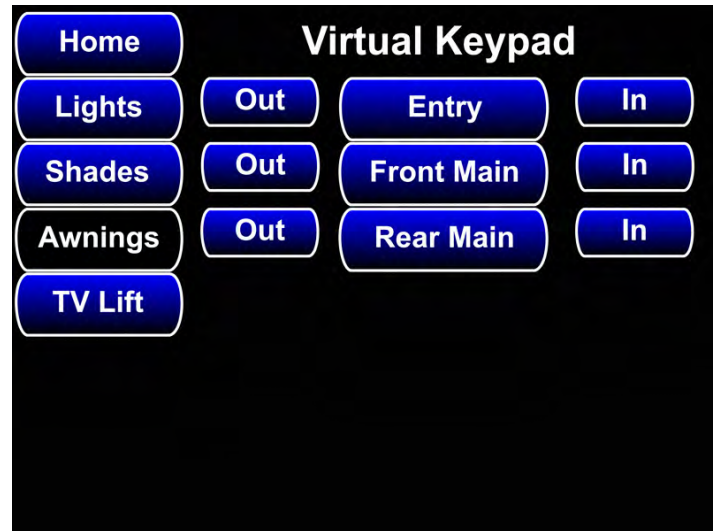 Home
Virtual Keypad
Lights
Out
Entry
In
Shades
Out
Front Main
In
Awnings
Out
Rear Main
In
TV Lift